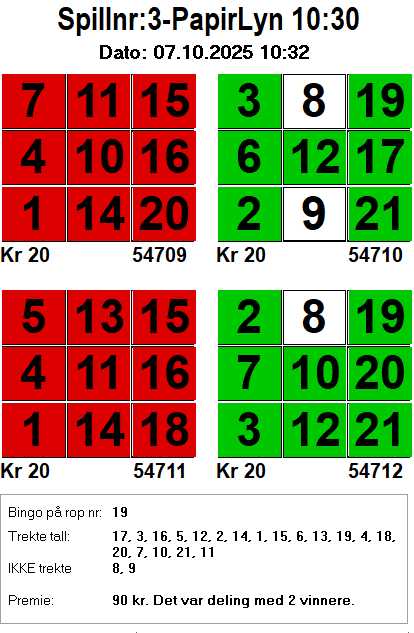 Spillnr:3-PapirLyn 10:30
Dato: 07.10.2025 10:32
7 11 15 3 8 19
4 10 16 6 12 17
1 14 20 2 9 21
Kr 20 54709 Kr 20 54710
5 13 15 2 8 19
4 11 16 7 10 20
1 14 18 3 12 21
Kr 20 54711 Kr 20 54712
Bingo på rop nr: 19
Trekte tall: 17, 3, 16, 5, 12, 2, 14, 1, 15, 6, 13, 19, 4, 18,
20, 7, 10, 21, 11
IKKE trekte 8, 9
Premie: 90 kr. Det var deling med 2 vinnere.